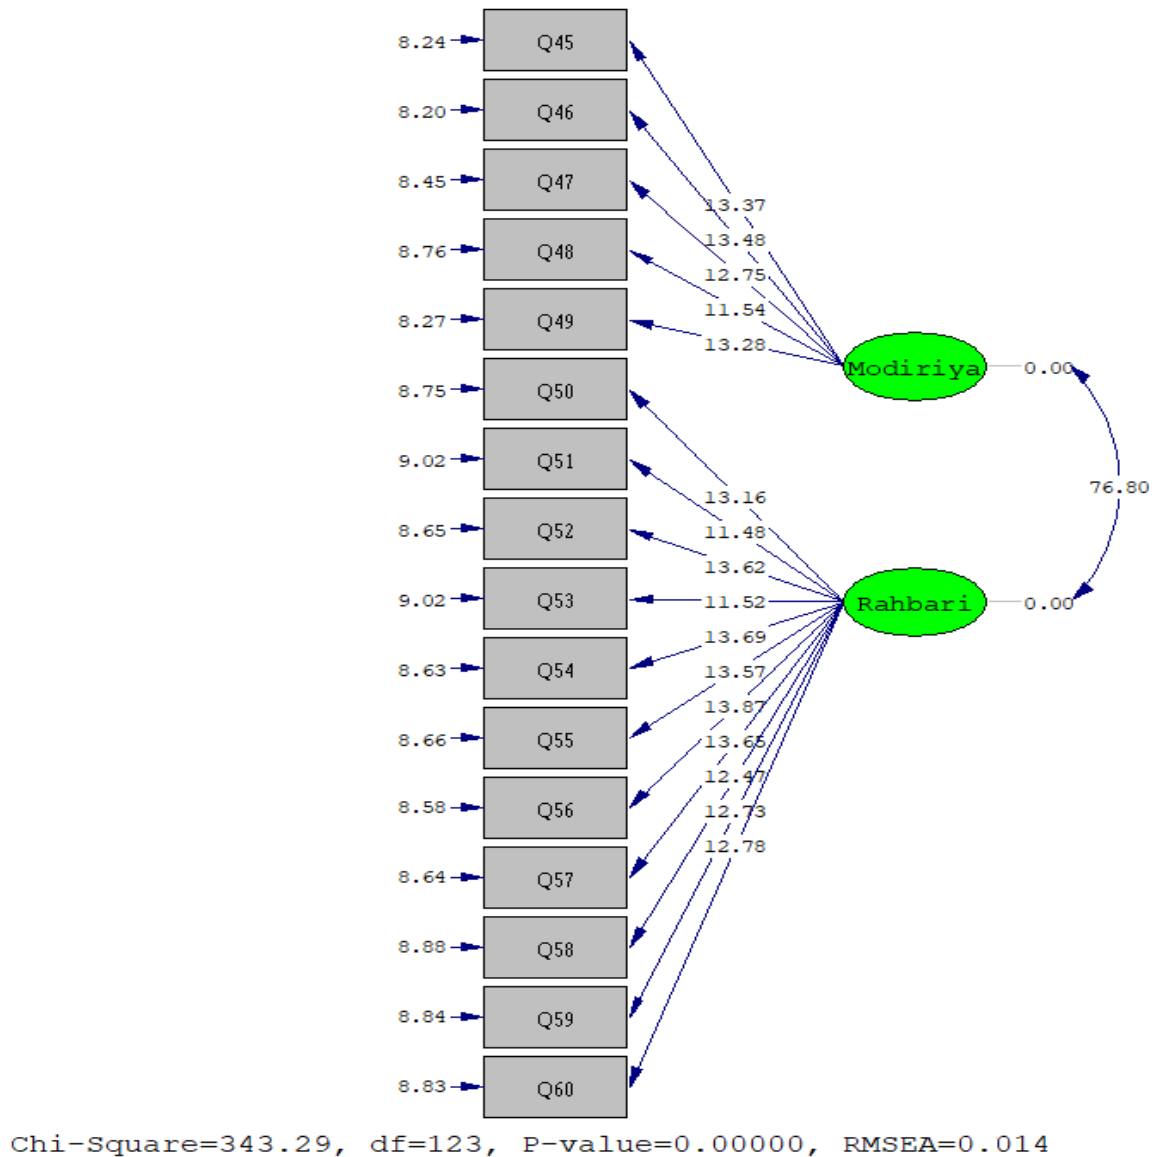 8.24 Q45
8.20 Q46
8.45 Q47
13.37
13.48
8.76 Q48
12.75
11.54
8.27 Q49
13.28
Modiriya 0.00
8.75 Q50
9.02 Q51
76.80
13.16
8.65 Q52
11.48
13.62
9.02 Q53 11.52 Rahbari 0.00
13.69
8.63 Q54
13.57
13.87
8.66 Q55
13.65
12.47
8.58 Q56
12.73
12.78
8.64 Q57
8.88 Q58
8.84 Q59
8.83 Q60
Chi-Square=343.29, df=123, P-value=0.00000, RMSEA=0.014